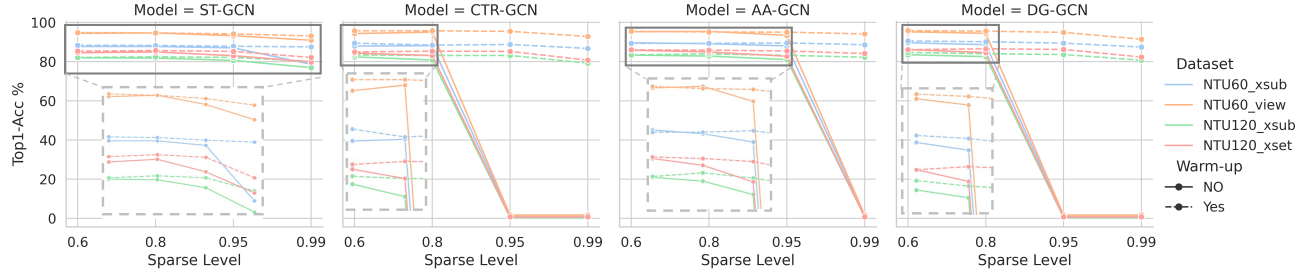 Model = ST-GCN
Model = CTR-GCN
Model = AA-GCN
Model = DG-GCN
Top1-Acc %
100
80
60
40
20
0
0.6 0.8 0.95 0.99
0.6 0.8 0.95 0.99
0.6 0.8 0.95 0.99
0.6 0.8 0.95 0.99
Sparse Level
Sparse Level
Sparse Level
Sparse Level
Dataset
NTU60_xsub
NTU60_view
NTU120_xsub
NTU120_xset
Warm-up
NO
Yes